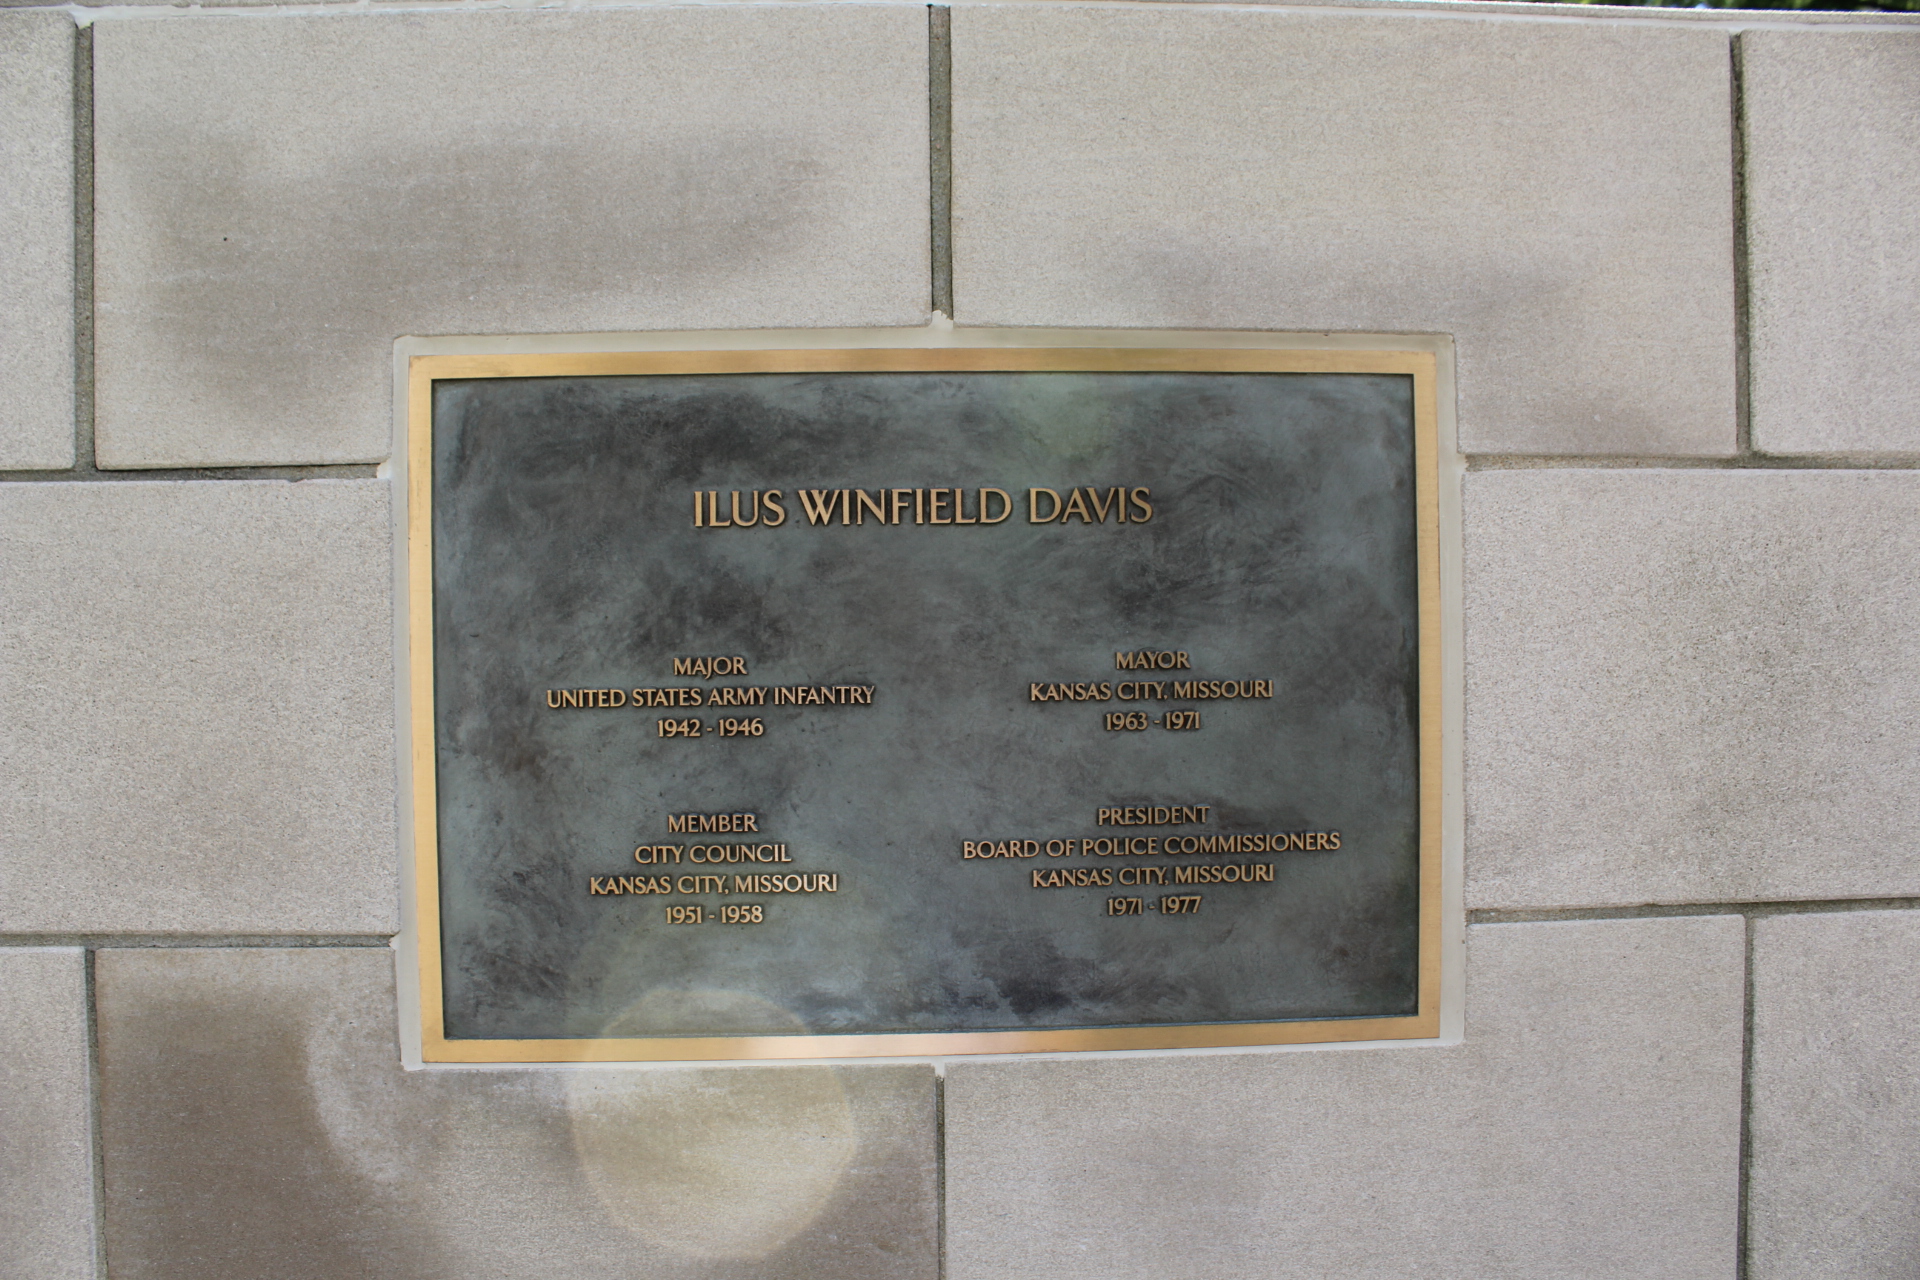 ILUS WINFIELD DAVIS
MAJOR
UNITED STATES ARMY INFANTRY
1942 - 1946
MEMBER
CITY COUNCIL
KANSAS CITY, MISSOURI
1951 - 1958
MAYOR
KANSAS CITY, MISSOURI
1963 - 1971
PRESIDENT
BOARD OF POLICE COMMISSIONERS
KANSAS CITY, MISSOURI
1971 - 1977